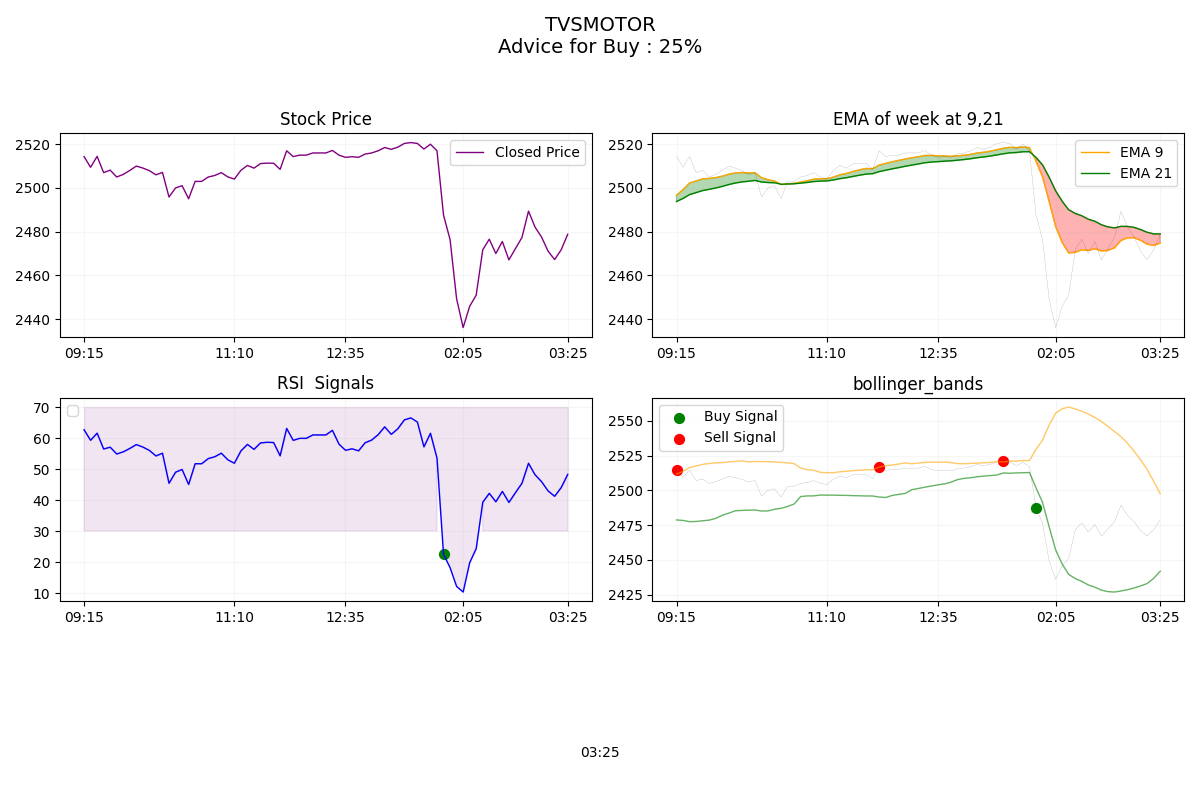 TVSMOTOR
Advice for Buy : 25%
Stock Price
2520
2500
2480
2460
2440
Closed Price
09:15 11:10 12:35 02:05 03:25
EMA of week at 9,21
2520
2500
2480
2460
2440
EMA 9
EMA 21
09:15 11:10 12:35 02:05 03:25
RSI  Signals
70
60
50
40
30
20
10
09:15 11:10 12:35 02:05 03:25
bollinger_bands
2550
2525
2500
2475
2450
2425
Buy Signal
Sell Signal
09:15 11:10 12:35 02:05 03:25
03:25